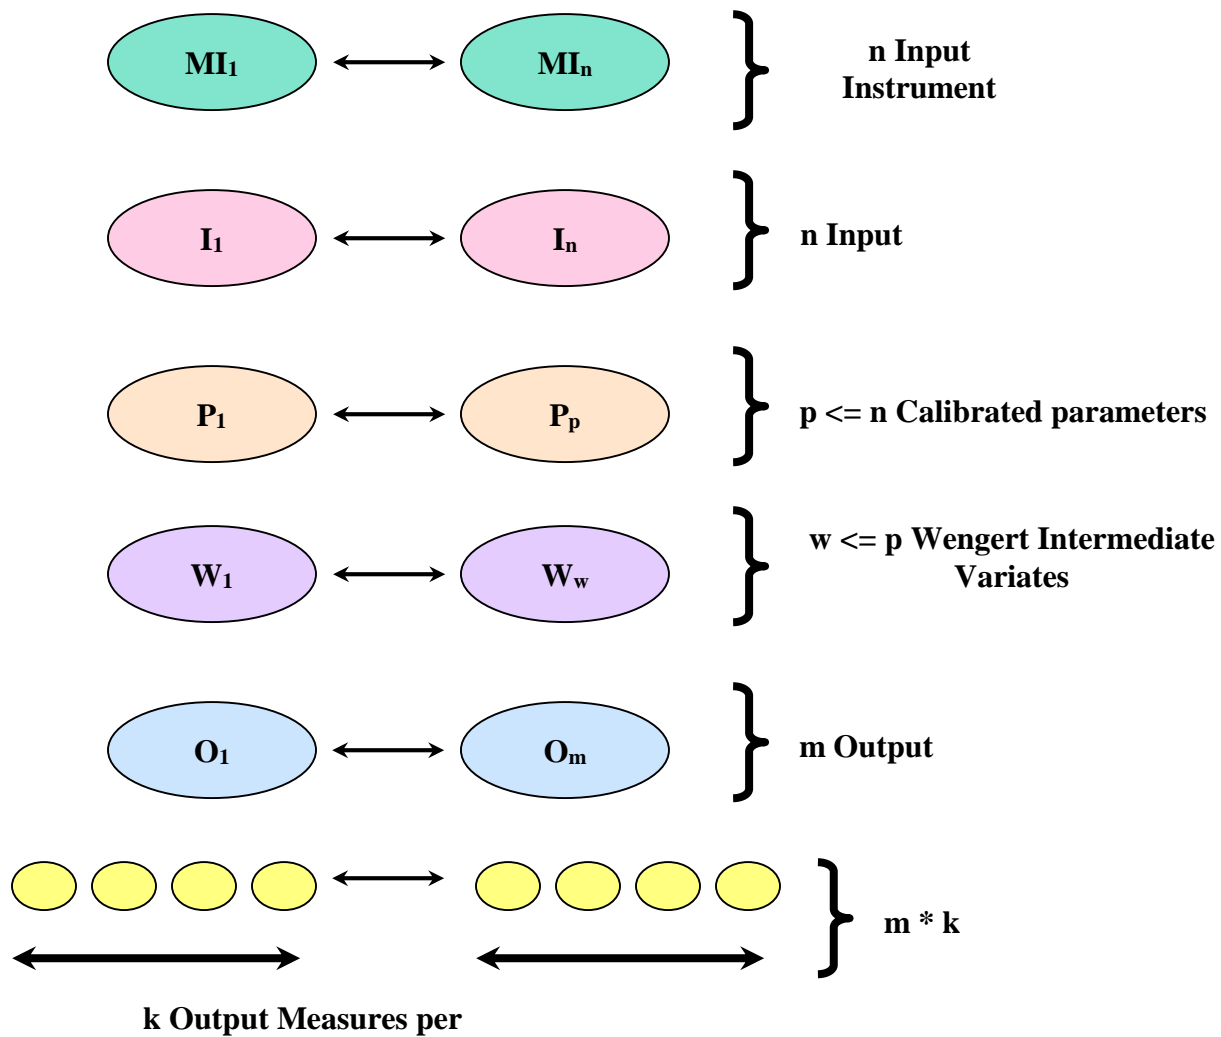 MI1 MIn
n Input
Instrument
I1 In
n Input
P1 Pp
p <= n Calibrated parameters
W1 Ww
w <= p Wengert Intermediate
Variates
O1 Om
m Output
m * k
k Output Measures per